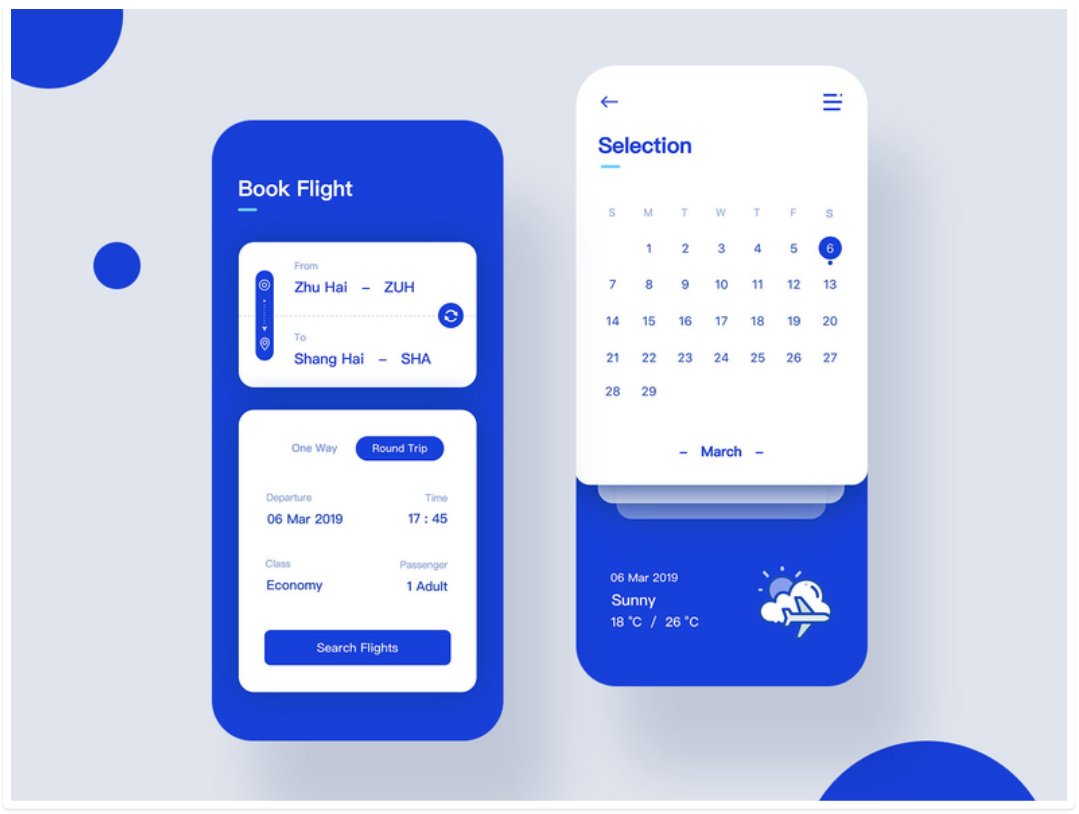 Book Flight
From
Zhu Hai – ZUH
To
Shang Hai – SHA
One Way Round Trip
Departure Time
06 Mar 2019 17 : 45
Class Passenger
Economy 1 Adult
Search Flights
Selection
S M T W T F S
1 2 3 4 5 6
7 8 9 10 11 12 13
14 15 16 17 18 19 20
21 22 23 24 25 26 27
28 29
– March –
06 Mar 2019
Sunny
18 °C / 26 °C